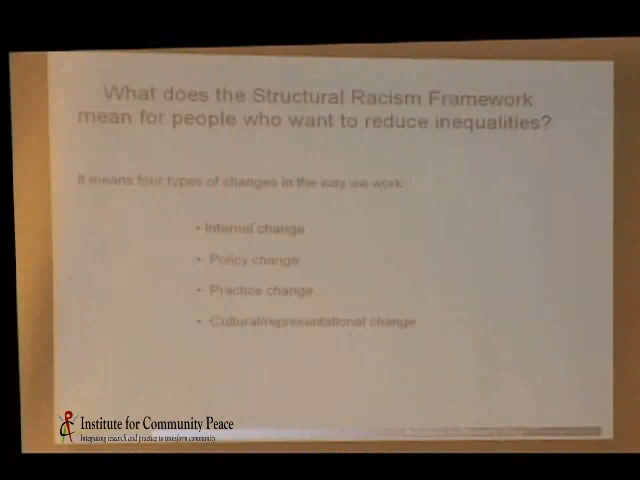 What does the Structural Racism Framework
mean for people who want to reduce inequalities?
It means four types of changes in the way we work:
• Internal change
• Policy change
• Practice change
• Cultural/representational change
Institute for Community Peace
Integrating research and practice to transform community